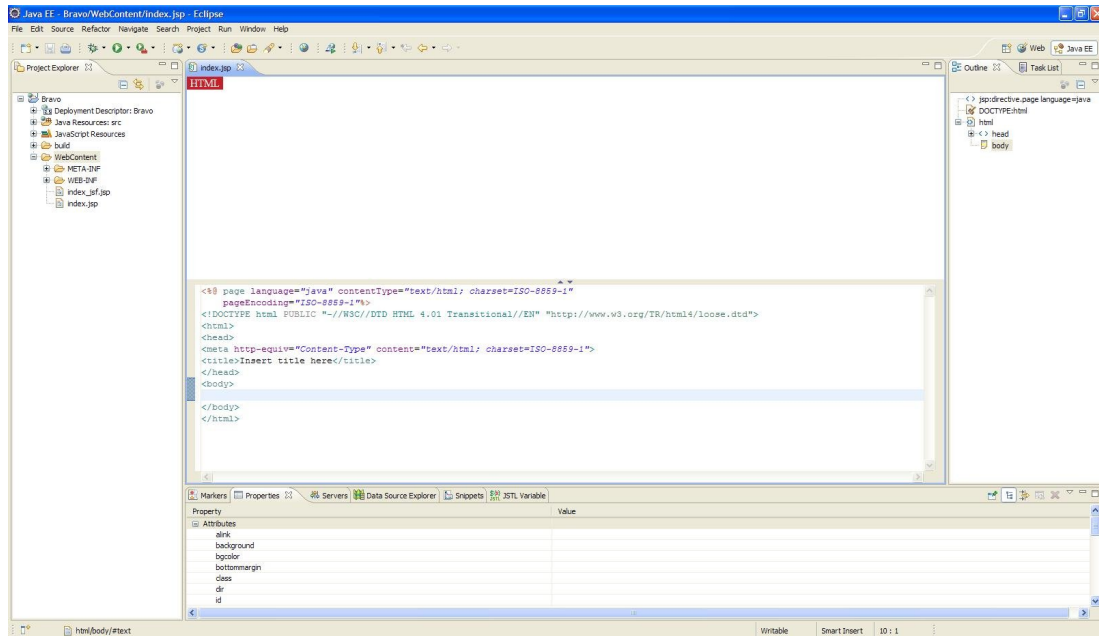 Java EE - Bravo/WebContent/index.jsp - Eclipse
File Edit Source Refactor Navigate Search Project Run Window Help
Web Java EE
Project Explorer
Bravo
Deployment Descriptor: Bravo
Java Resources: src
JavaScript Resources
build
WebContent
META-INF
WEB-INF
index_jsf.jsp
index.jsp
index.jsp
HTML
<%@ page language="java" contentType="text/html; charset=ISO-8859-1"
pageEncoding="ISO-8859-1"%>
<!DOCTYPE html PUBLIC "-//W3C//DTD HTML 4.01 Transitional//EN" "http://www.w3.org/TR/html4/loose.dtd">
<html>
<head>
<meta http-equiv="Content-Type" content="text/html; charset=ISO-8859-1">
<title>Insert title here</title>
</head>
<body>
</body>
</html>
Outline Task List
jsp:directive.page language=java
DOCTYPE:html
html
head
body
Markers Properties Servers Data Source Explorer Snippets JSTL Variable
Property Value
Attributes
alink
background
bgcolor
bottommargin
class
dir
id
html/body/#text Writable Smart Insert 10 : 1